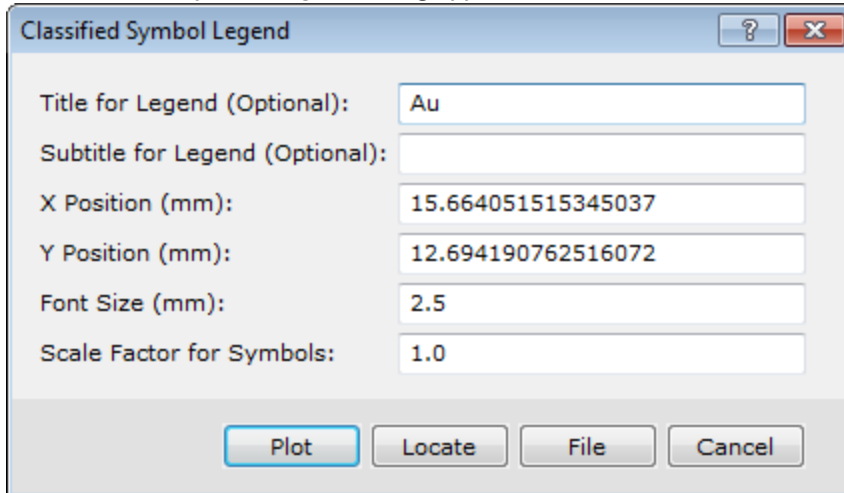 Classified Symbol Legend
Title for Legend (Optional): Au
Subtitle for Legend (Optional):
X Position (mm): 15.664051515345037
Y Position (mm): 12.694190762516072
Font Size (mm): 2.5
Scale Factor for Symbols: 1.0
Plot Locate File Cancel